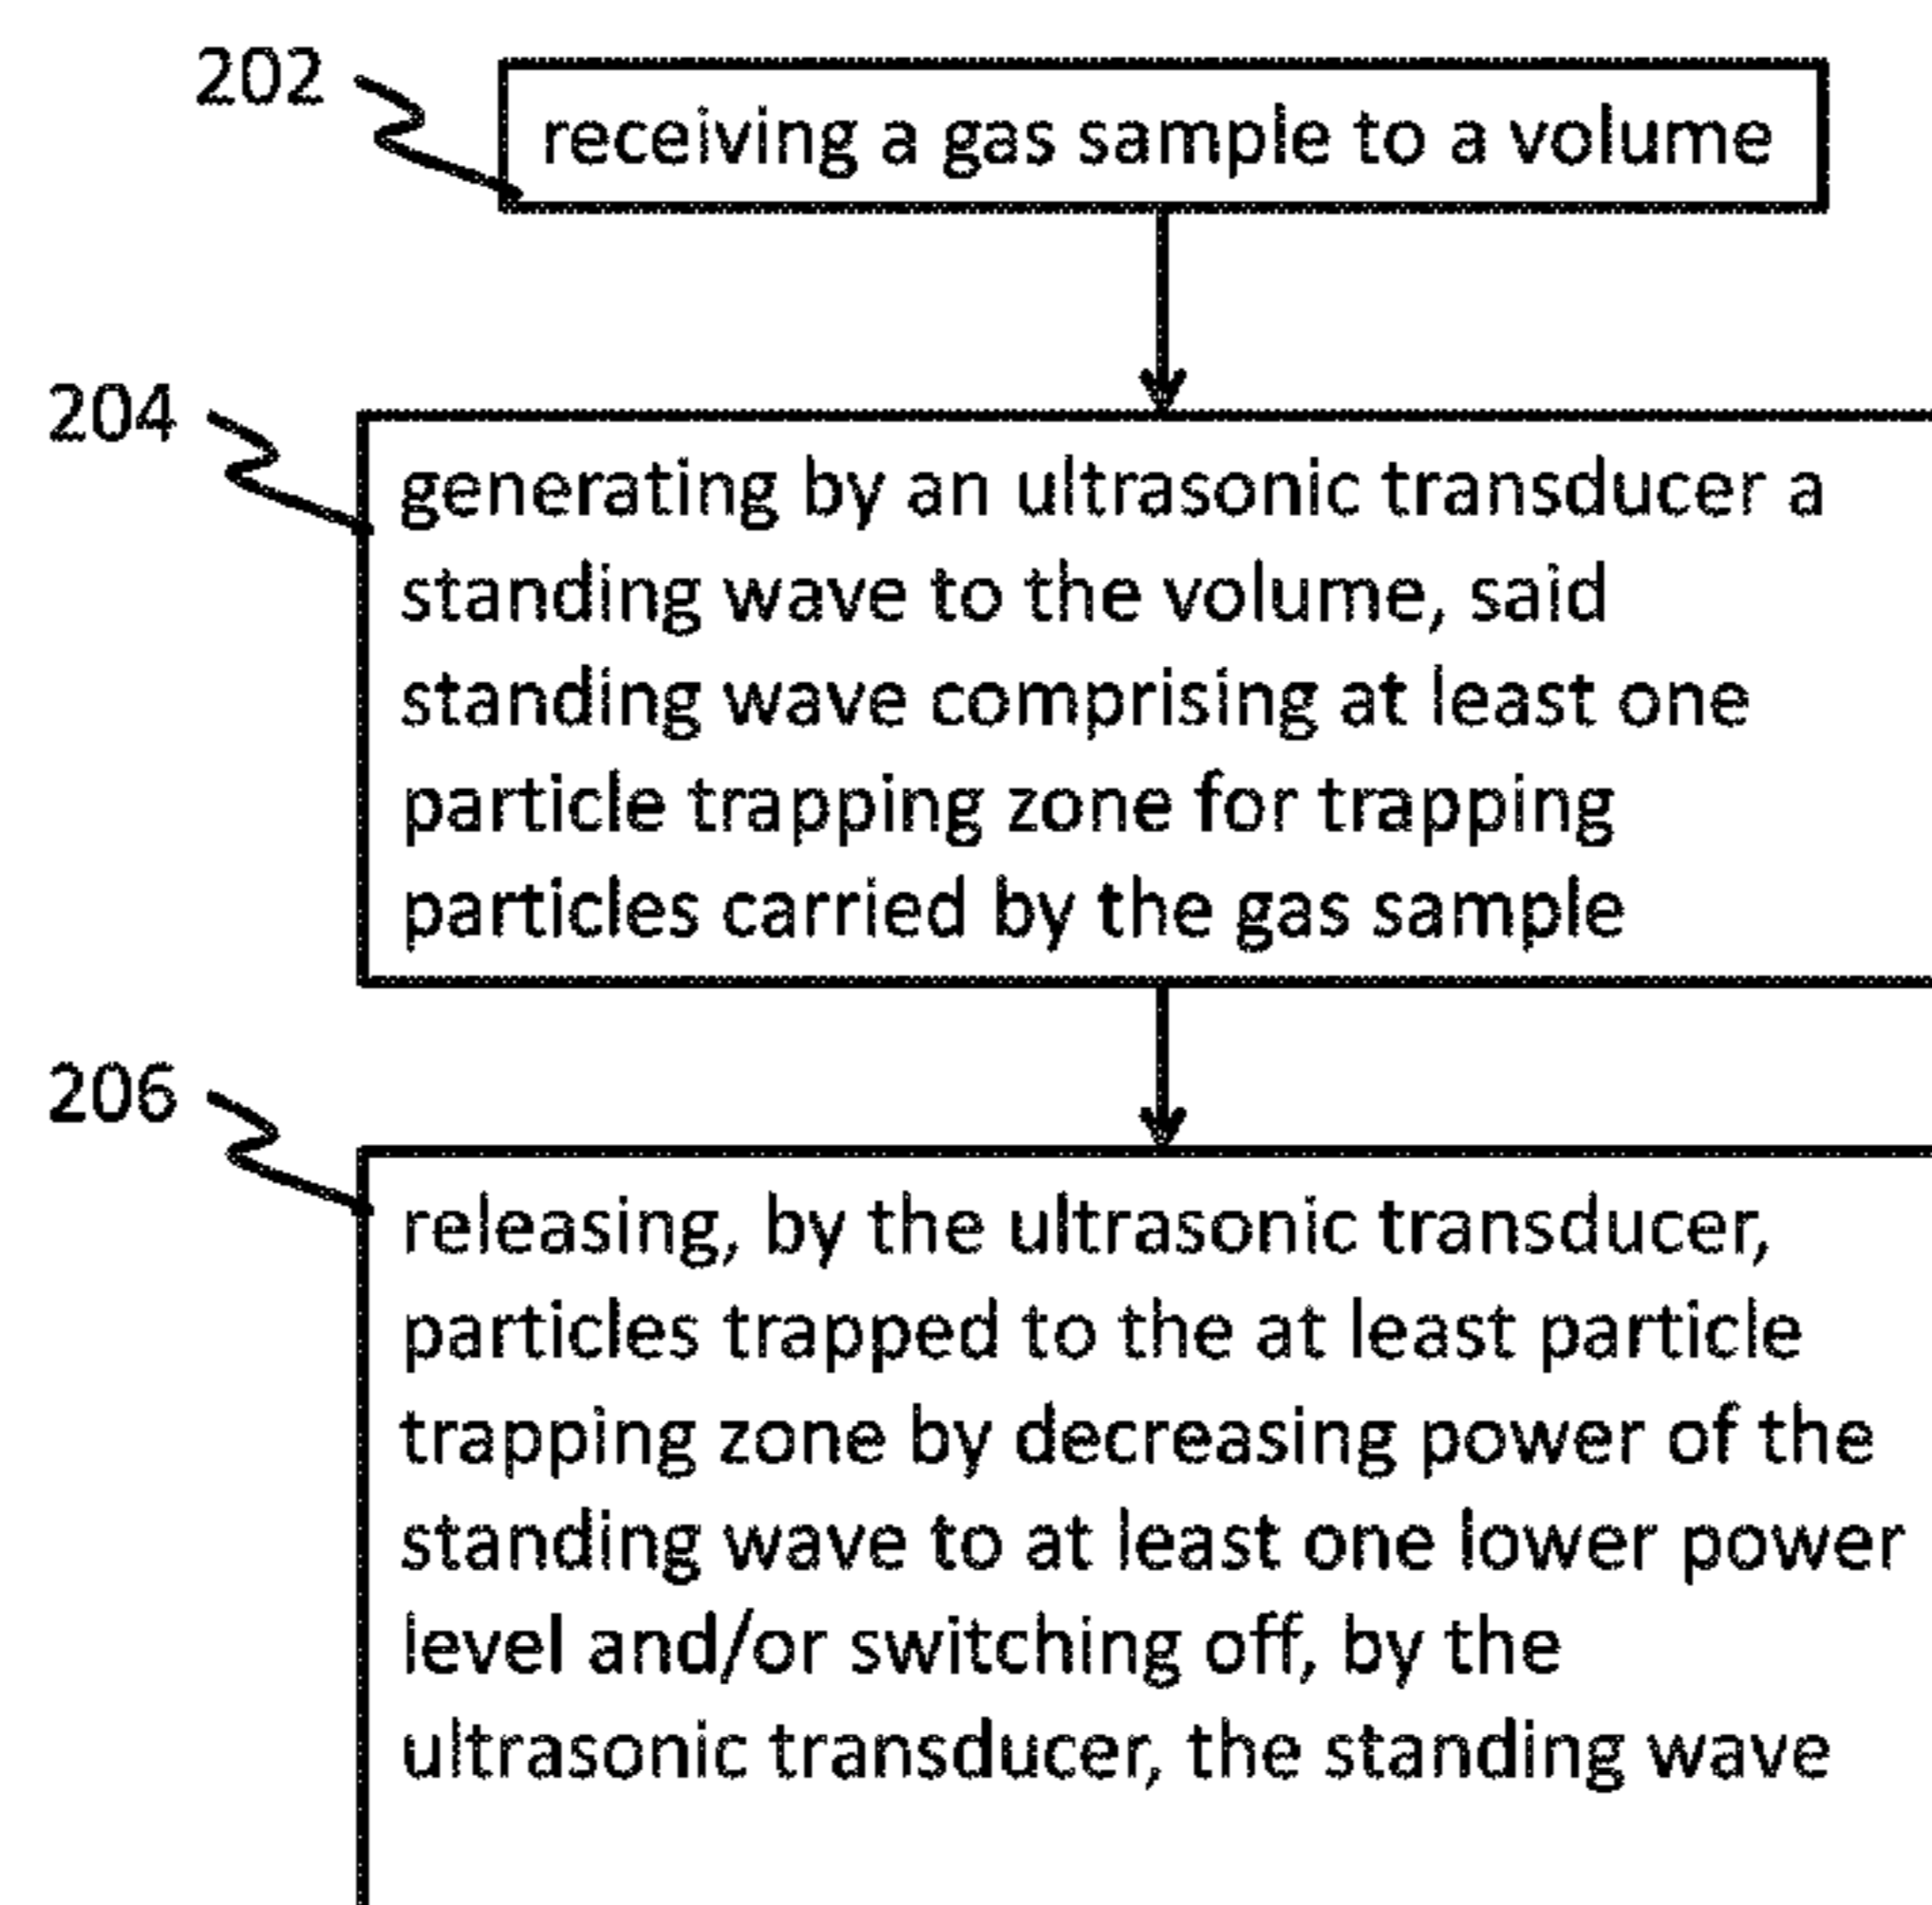 202
receiving a gas sample to a volume
204
generating by an ultrasonic transducer a
standing wave to the volume, said
standing wave comprising at least one
particle trapping zone for trapping
particles carried by the gas sample
206
releasing, by the ultrasonic transducer,
particles trapped to the at least particle
trapping zone by decreasing power of the
standing wave to at least one lower power
level and/or switching off, by the
ultrasonic transducer, the standing wave